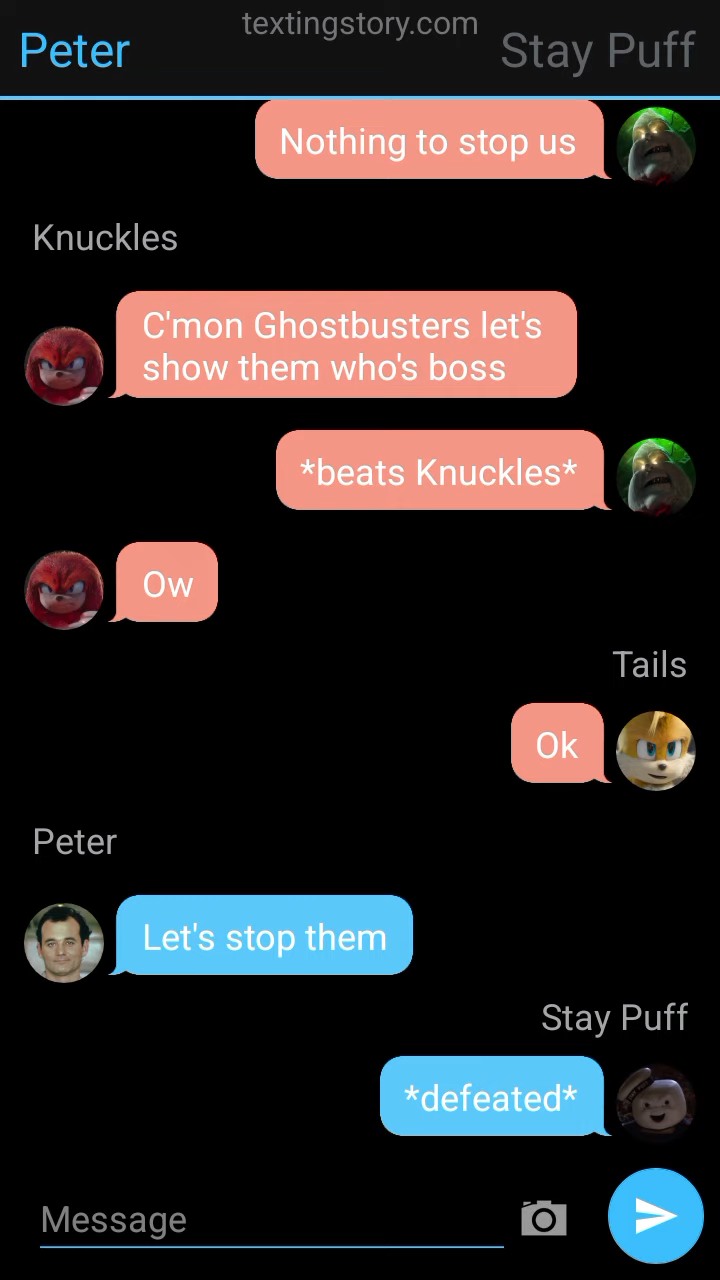 textingstory.com
Peter
Stay Puff
Nothing to stop us
Knuckles
C'mon Ghostbusters let's
show them who's boss
*beats Knuckles*
Ow
Tails
Ok
Peter
Let's stop them
Stay Puff
*defeated*
Message